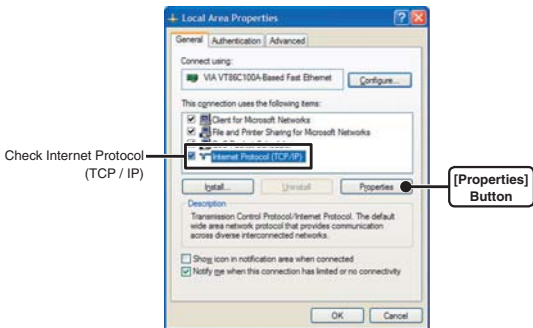 Local Area Properties
General Authentication Advanced
Connect using:
VIA VT86C100A-Based Fast Ethernet
Configure...
This connection uses the following items:
Client for Microsoft Networks
File and Printer Sharing for Microsoft Networks
Internet Protocol (TCP/IP)
Check Internet Protocol
(TCP / IP)
Install... Uninstall Properties
[Properties]
Button
Description
Transmission Control Protocol/Internet Protocol. The default
wide area network protocol that provides communication
across diverse interconnected networks.
Show icon in notification area when connected
Notify me when this connection has limited or no connectivity
OK Cancel